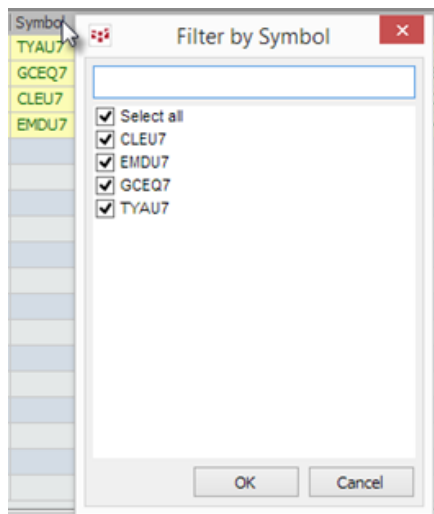 Symbol
TYAU7
GCEQ7
CLEU7
EMDU7
Filter by Symbol
Select all
CLEU7
EMDU7
GCEQ7
TYAU7
OK Cancel